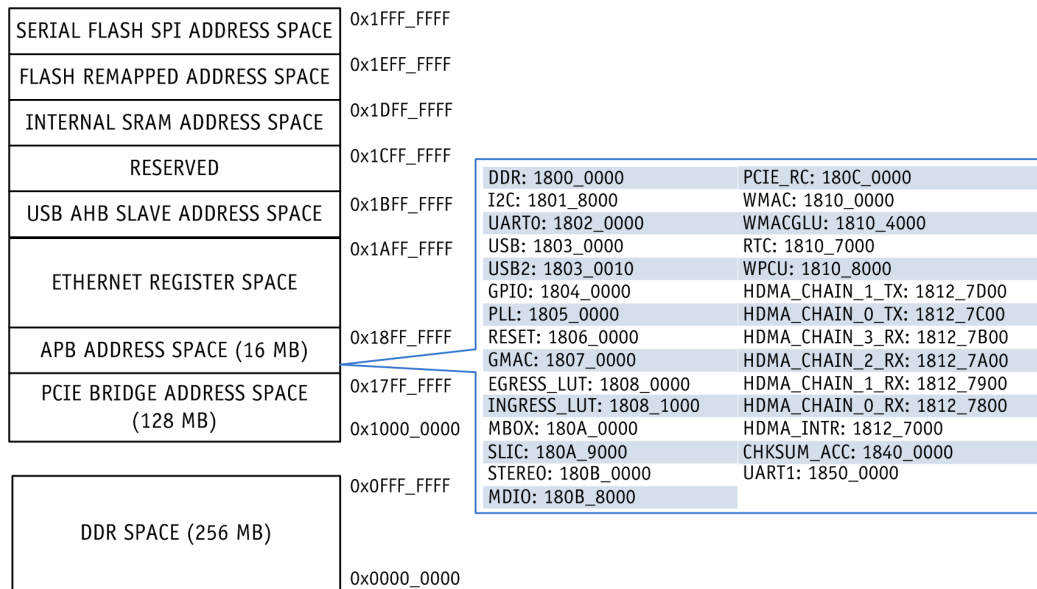 SERIAL FLASH SPI ADDRESS SPACE
0x1FFF_FFFF
FLASH REMAPPED ADDRESS SPACE
0x1EFF_FFFF
INTERNAL SRAM ADDRESS SPACE
0x1DFF_FFFF
RESERVED
0x1CFF_FFFF
USB AHB SLAVE ADDRESS SPACE
0x1BFF_FFFF
ETHERNET REGISTER SPACE
0x1AFF_FFFF
APB ADDRESS SPACE (16 MB)
0x18FF_FFFF
PCIE BRIDGE ADDRESS SPACE
(128 MB)
0x17FF_FFFF
0x1000_0000
DDR SPACE (256 MB)
0x0FFF_FFFF
0x0000_0000
DDR: 1800_0000
I2C: 1801_8000
UART0: 1802_0000
USB: 1803_0000
USB2: 1803_0010
GPIO: 1804_0000
PLL: 1805_0000
RESET: 1806_0000
GMAC: 1807_0000
EGRESS_LUT: 1808_0000
INGRESS_LUT: 1808_1000
MBOX: 180A_0000
SLIC: 180A_9000
STEREO: 180B_0000
MDIO: 180B_8000
PCIE_RC: 180C_0000
WMAC: 1810_0000
WMACGLU: 1810_4000
RTC: 1810_7000
WPCU: 1810_8000
HDMA_CHAIN_1_TX: 1812_7D00
HDMA_CHAIN_0_TX: 1812_7C00
HDMA_CHAIN_3_RX: 1812_7B00
HDMA_CHAIN_2_RX: 1812_7A00
HDMA_CHAIN_1_RX: 1812_7900
HDMA_CHAIN_0_RX: 1812_7800
HDMA_INTR: 1812_7000
CHKSUM_ACC: 1840_0000
UART1: 1850_0000